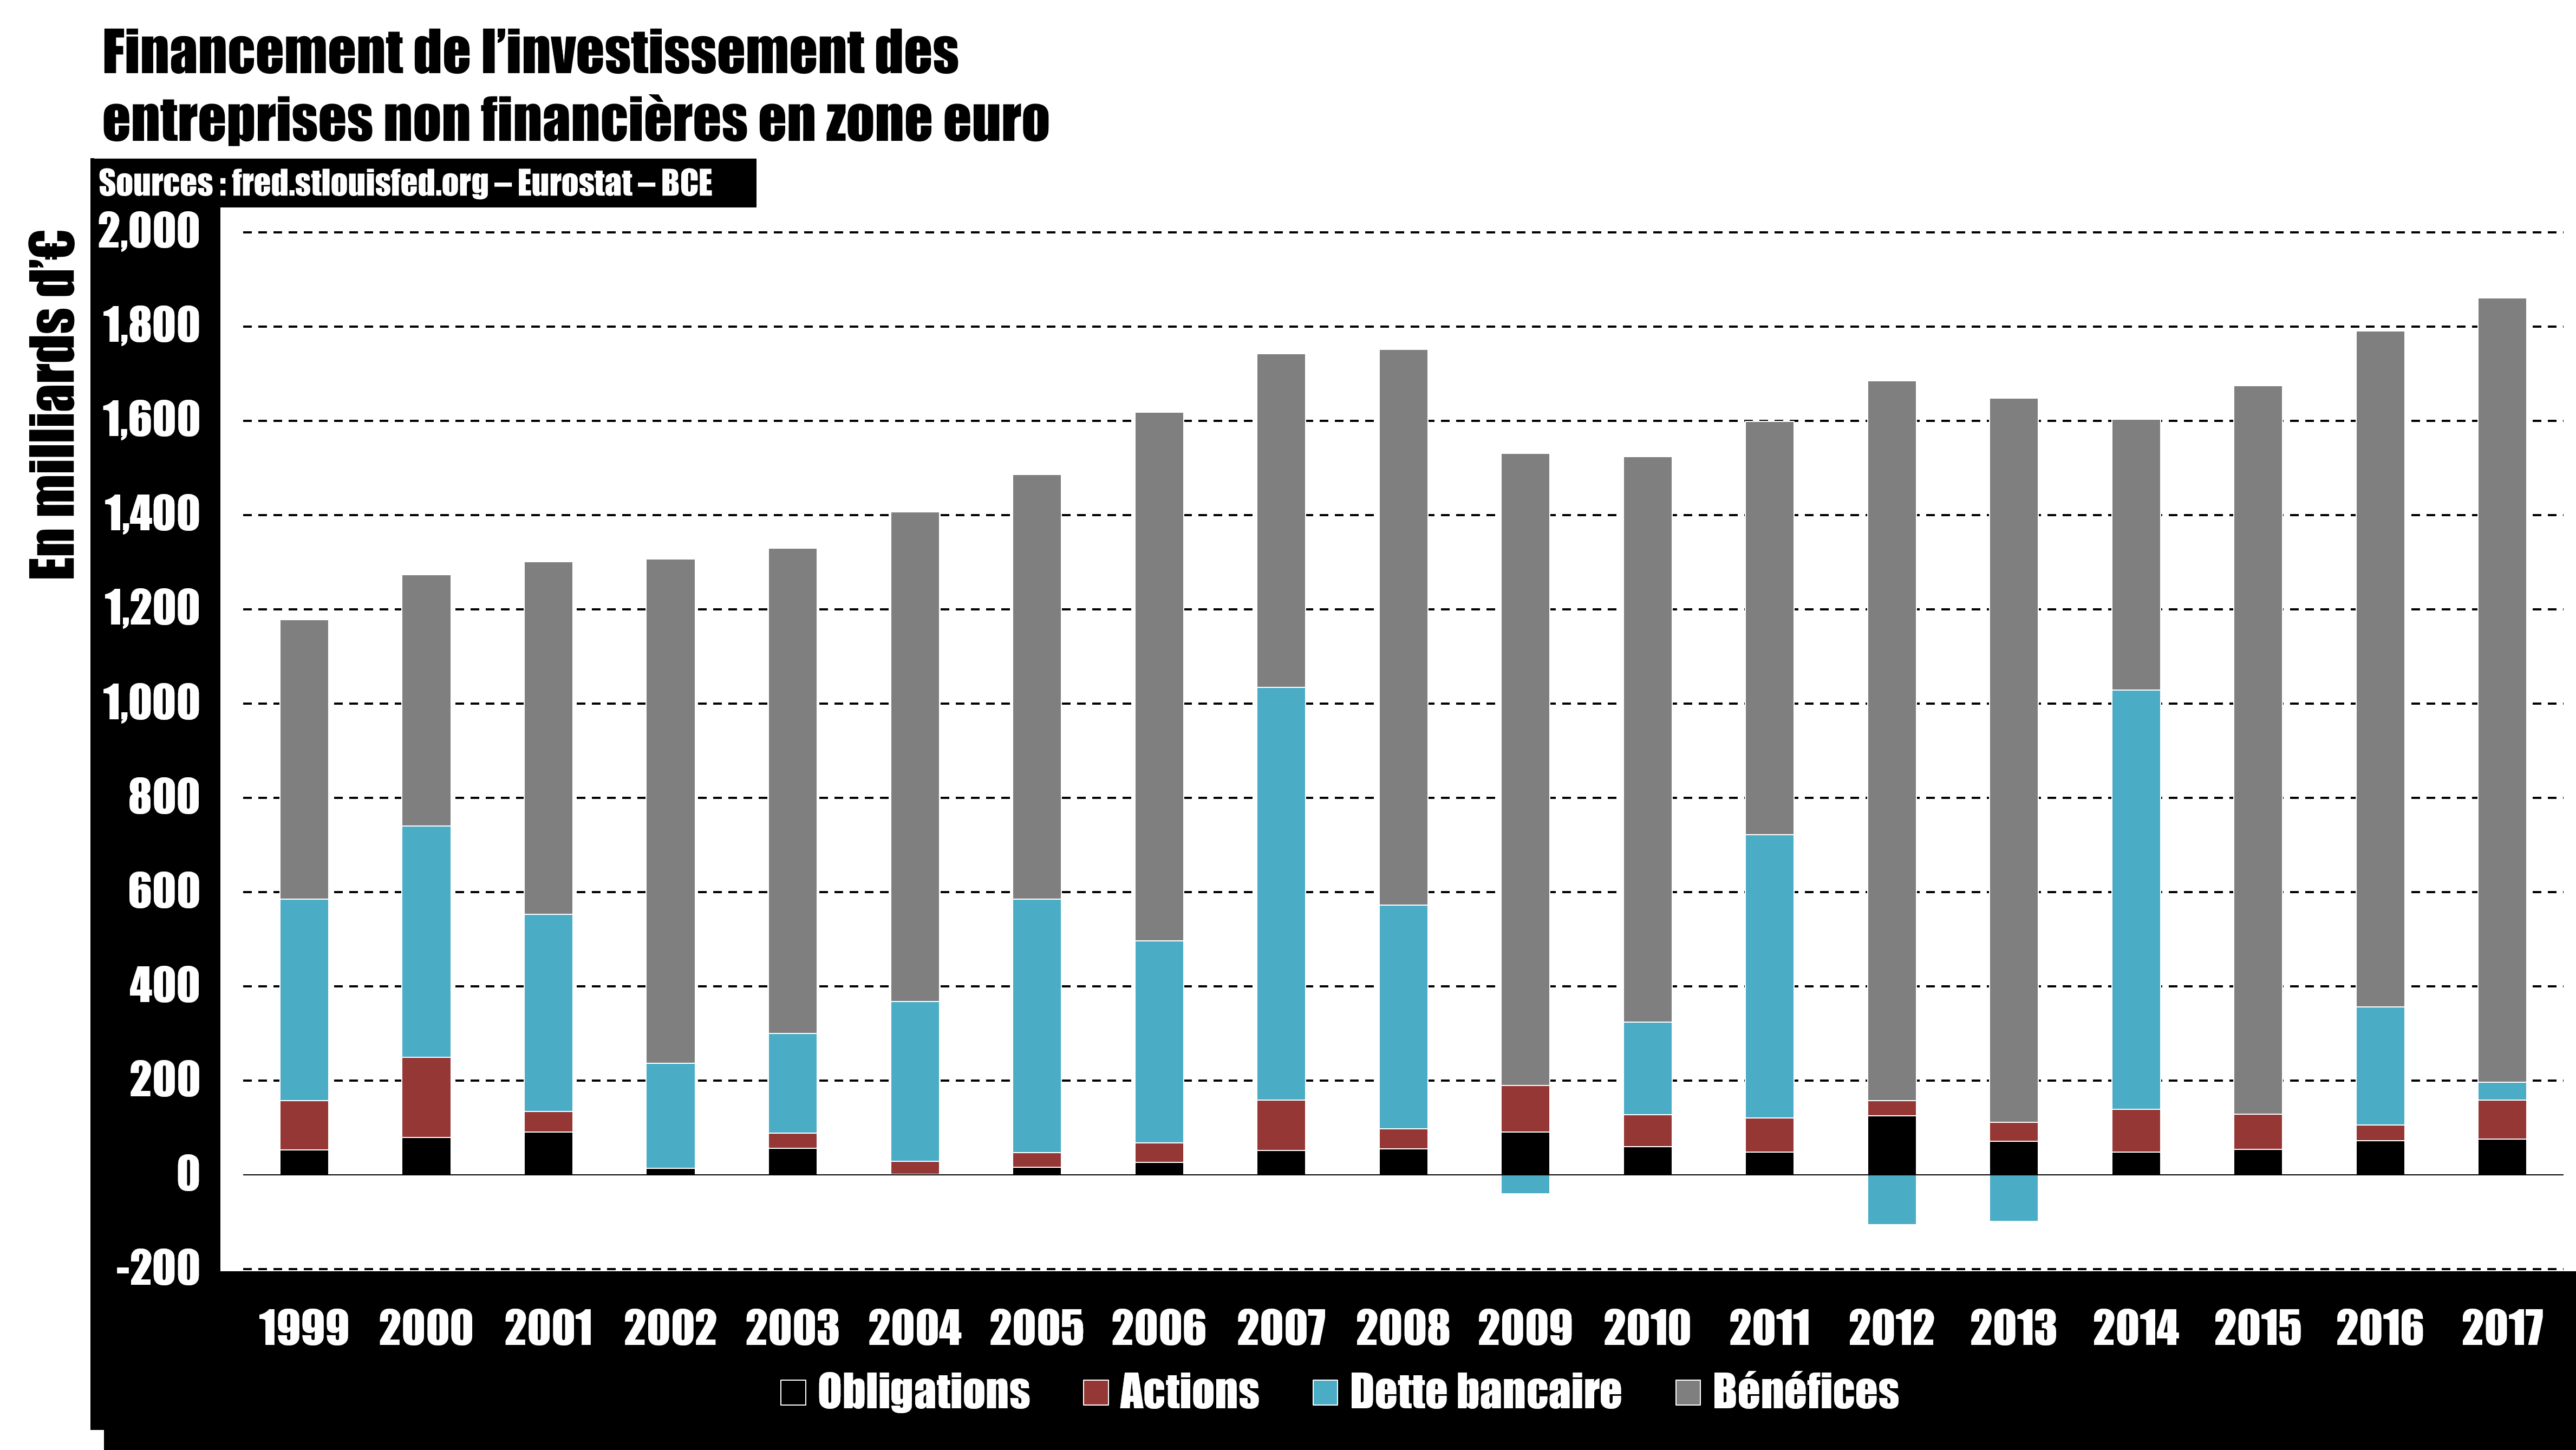 Financement de l’investissement des
entreprises non financières en zone euro
Sources : fred.stlouisfed.org – Eurostat – BCE
En milliards d’€
2,000
1,800
1,600
1,400
1,200
1,000
800
600
400
200
0
-200
1999 2000 2001 2002 2003 2004 2005 2006 2007 2008 2009 2010 2011 2012 2013 2014 2015 2016 2017
Obligations Actions Dette bancaire Bénéfices